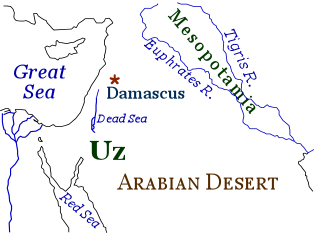 Mesopotamia
Tigris R.
Euphrates R.
Great
Sea
*
Damascus
Dead Sea
Uz
ARABIAN DESERT
Red Sea